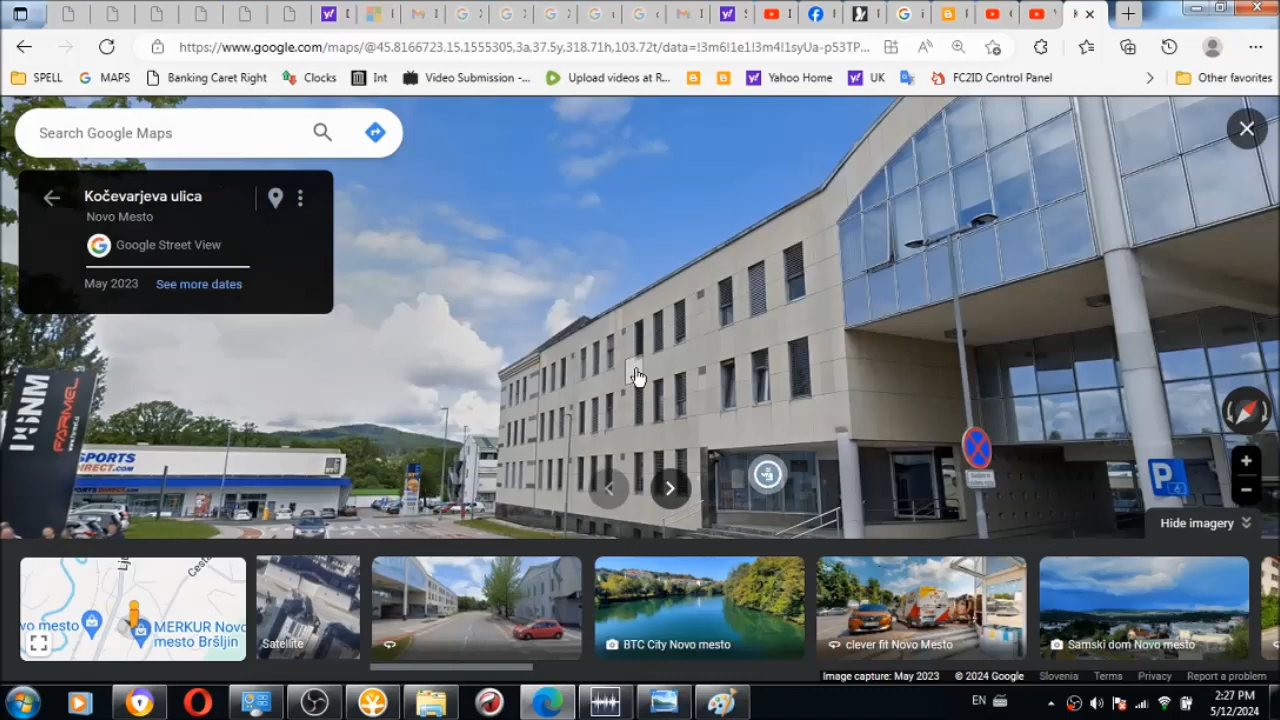 https://www.google.com/maps/@45.8166723,15.1555305,3a,37.5y,318.71h,103.72t/data=!3m6!1e1!3m4!1syUa-p53TP...
SPELL
MAPS
Banking Caret Right
Clocks
Int
Video Submission -...
Upload videos at R...
Yahoo Home
UK
FC2ID Control Panel
Other favorites
Search Google Maps
Kočevarjeva ulica
Novo Mesto
Google Street View
May 2023 See more dates
FARMEL
SPORTS
DIRECT.COM
P
Hide imagery
vo mesto
MERKUR Novo
mesto Bršljin
Satellite
BTC City Novo mesto
clever fit Novo Mesto
Samski dom Novo mesto
Image capture: May 2023 © 2024 Google Slovenia Terms Privacy Report a problem
EN
2:27 PM
5/12/2024